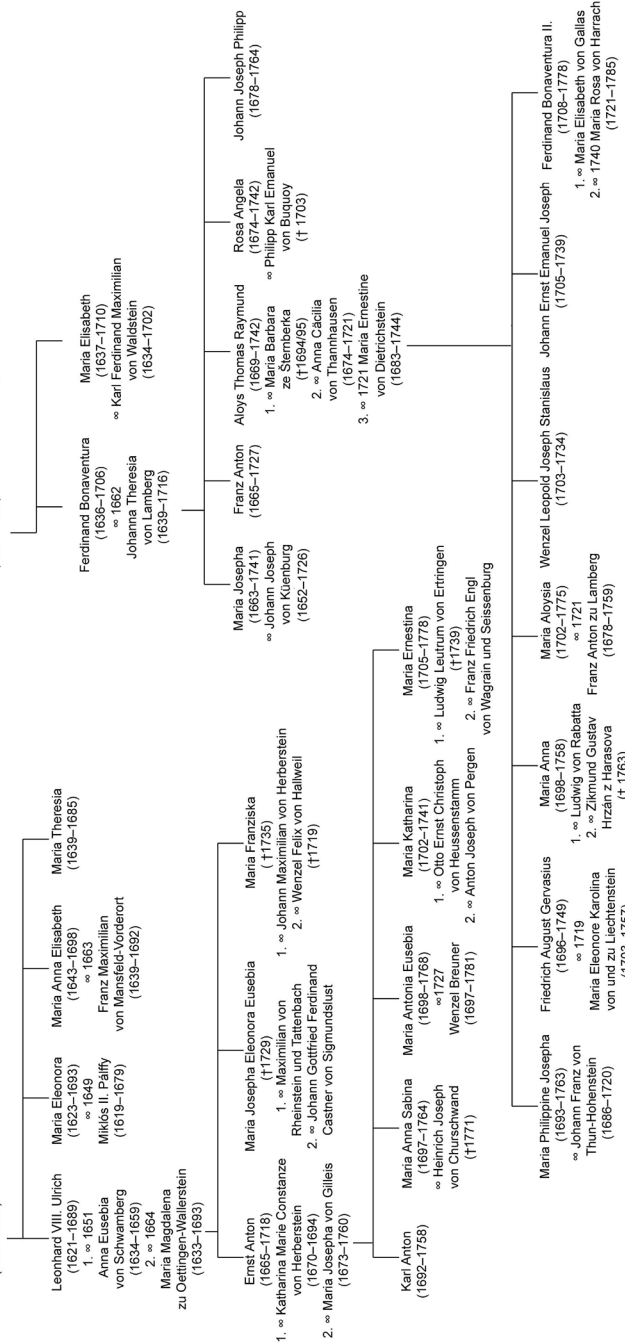 Leonhard VIII. Ulrich
(1621–1689)
1. ∞ 1651
Anna Eusebia
von Schwamberg
(1634–1659)
2. ∞ 1664
Maria Magdalena
zu Oettingen-Wallerstein
(1633–1693)
Maria Eleonora
(1623–1693)
∞ 1649
Miklós II. Pálffy
(1619–1679)
Maria Anna Elisabeth
(1643–1698)
∞ 1663
Franz Maximilian
von Mansfeld-Vorderort
(1639–1692)
Maria Theresia
(1639–1685)
Ferdinand Bonaventura
(1636–1706)
∞ 1662
Johanna Theresia
von Lamberg
(1639–1716)
Maria Elisabeth
(1637–1710)
∞ Karl Ferdinand Maximilian
von Waldstein
(1634–1702)
Ernst Anton
(1665–1718)
1. ∞ Katharina Marie Constanze
von Herberstein
(1670–1694)
2. ∞ Maria Josepha von Gilleis
(1673–1760)
Maria Josepha Eleonora Eusebia
(†1729)
1. ∞ Maximilian von
Rheinstein und Tattenbach
2. ∞ Johann Gottfried Ferdinand
Castner von Sigmundslust
Maria Franziska
( †1735)
1. ∞ Johann Maximilian von Herberstein
2. ∞ Wenzel Felix von Hallweil
(†1719)
Maria Josepha
(1663–1741)
∞ Johann Joseph
von Küenburg
(1652–1726)
Franz Anton
(1665–1727)
Aloys Thomas Raymund
(1669–1742)
1. ∞ Maria Barbara
ze Šternberka
(†1694/95)
2. ∞ Anna Cäcilia
von Thannhausen
(1674–1721)
3. ∞ 1721 Maria Ernestine
von Dietrichstein
(1683–1744)
Rosa Angela
(1674–1742)
∞ Philipp Karl Emanuel
von Buquoy
(† 1703)
Johann Joseph Philipp
(1678–1764)
Karl Anton
(1692–1758)
Maria Anna Sabina
(1697–1764)
∞ Heinrich Joseph
von Churschwand
(†1771)
Maria Antonia Eusebia
(1698–1768)
∞1727
Wenzel Breuner
(1697–1781)
Maria Katharina
(1702–1741)
1. ∞ Otto Ernst Christoph
von Heussenstamm
2. ∞ Anton Joseph von Pergen
Maria Ernestina
(1705–1778)
1. ∞ Ludwig Leutrum von Ertringen
(†1739)
2. ∞ Franz Friedrich Engl
von Wagrain und Seissenburg
Maria Philippine Josepha
(1693–1763)
∞ Johann Franz von
Thun-Hohenstein
(1686–1720)
Friedrich August Gervasius
(1696–1749)
∞ 1719
Maria Eleonore Karolina
von und zu Liechtenstein
Maria Anna
(1698–1758)
1. ∞ Ludwig von Rabatta
2. ∞ Zikmund Gustav
Hrzán z Harasova
(† 1763)
Maria Aloysia
(1702–1775)
∞ 1721
Franz Anton zu Lamberg
(1678–1759)
Wenzel Leopold Joseph Stanislaus
(1703–1734)
Johann Ernst Emanuel Joseph
(1705–1739)
Ferdinand Bonaventura II.
(1708–1778)
1. ∞ Maria Elisabeth von Gallas
2. ∞ 1740 Maria Rosa von Harrach
(1721–1785)